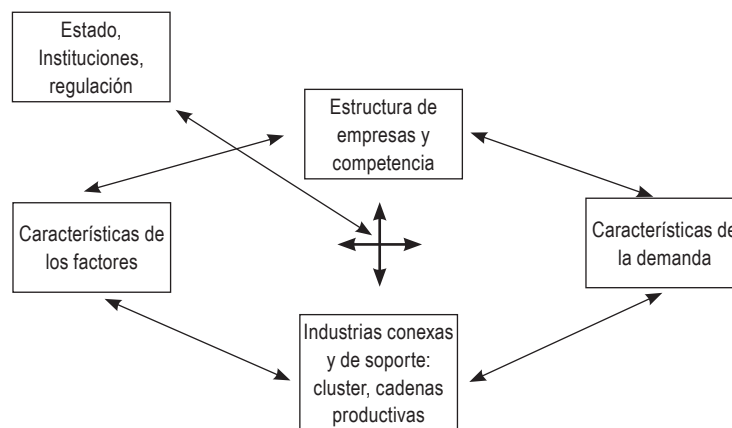 Estado,
Instituciones,
regulación
Estructura de
empresas y
competencia
Características de
los factores
Características de
la demanda
Industrias conexas
y de soporte:
cluster, cadenas
productivas